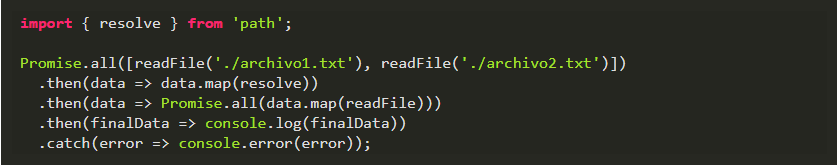 import { resolve } from 'path';
Promise.all([readFile('./archivo1.txt'), readFile('./archivo2.txt')])
.then(data => data.map(resolve))
.then(data => Promise.all(data.map(readFile)))
.then(finalData => console.log(finalData))
.catch(error => console.error(error));